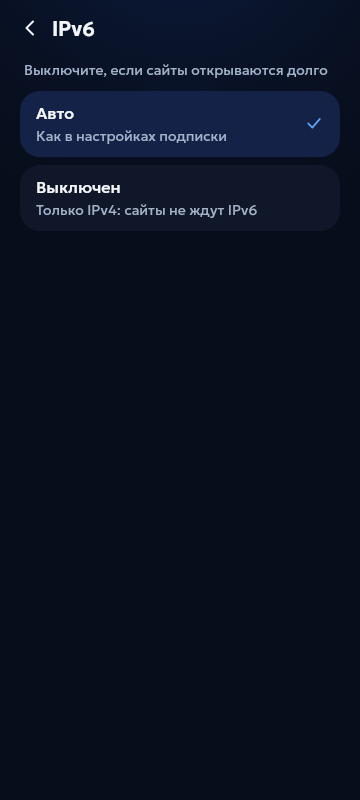 IPv6
Выключите, если сайты открываются долго
Авто
Как в настройках подписки
Выключен
Только IPv4: сайты не ждут IPv6